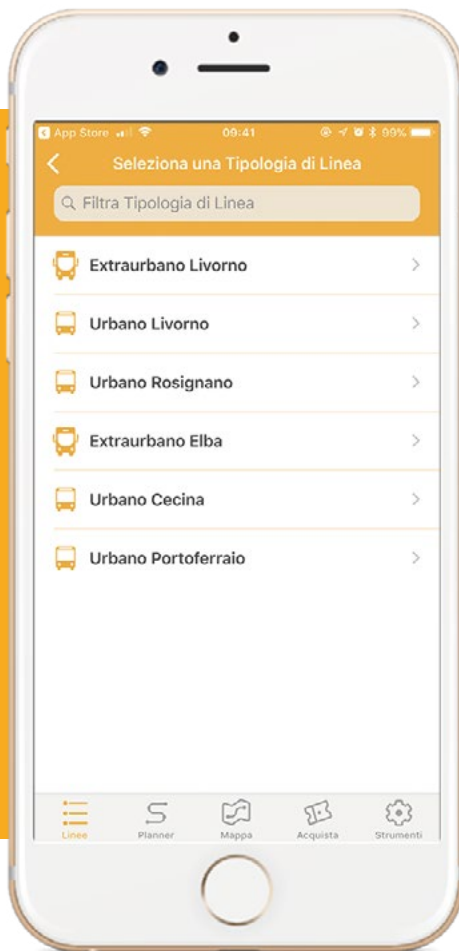 App Store 09:41 99%
Seleziona una Tipologia di Linea
Filtra Tipologia di Linea
Extraurbano Livorno
Urbano Livorno
Urbano Rosignano
Extraurbano Elba
Urbano Cecina
Urbano Portoferraio
Linee Planner Mappa Acquista Strumenti